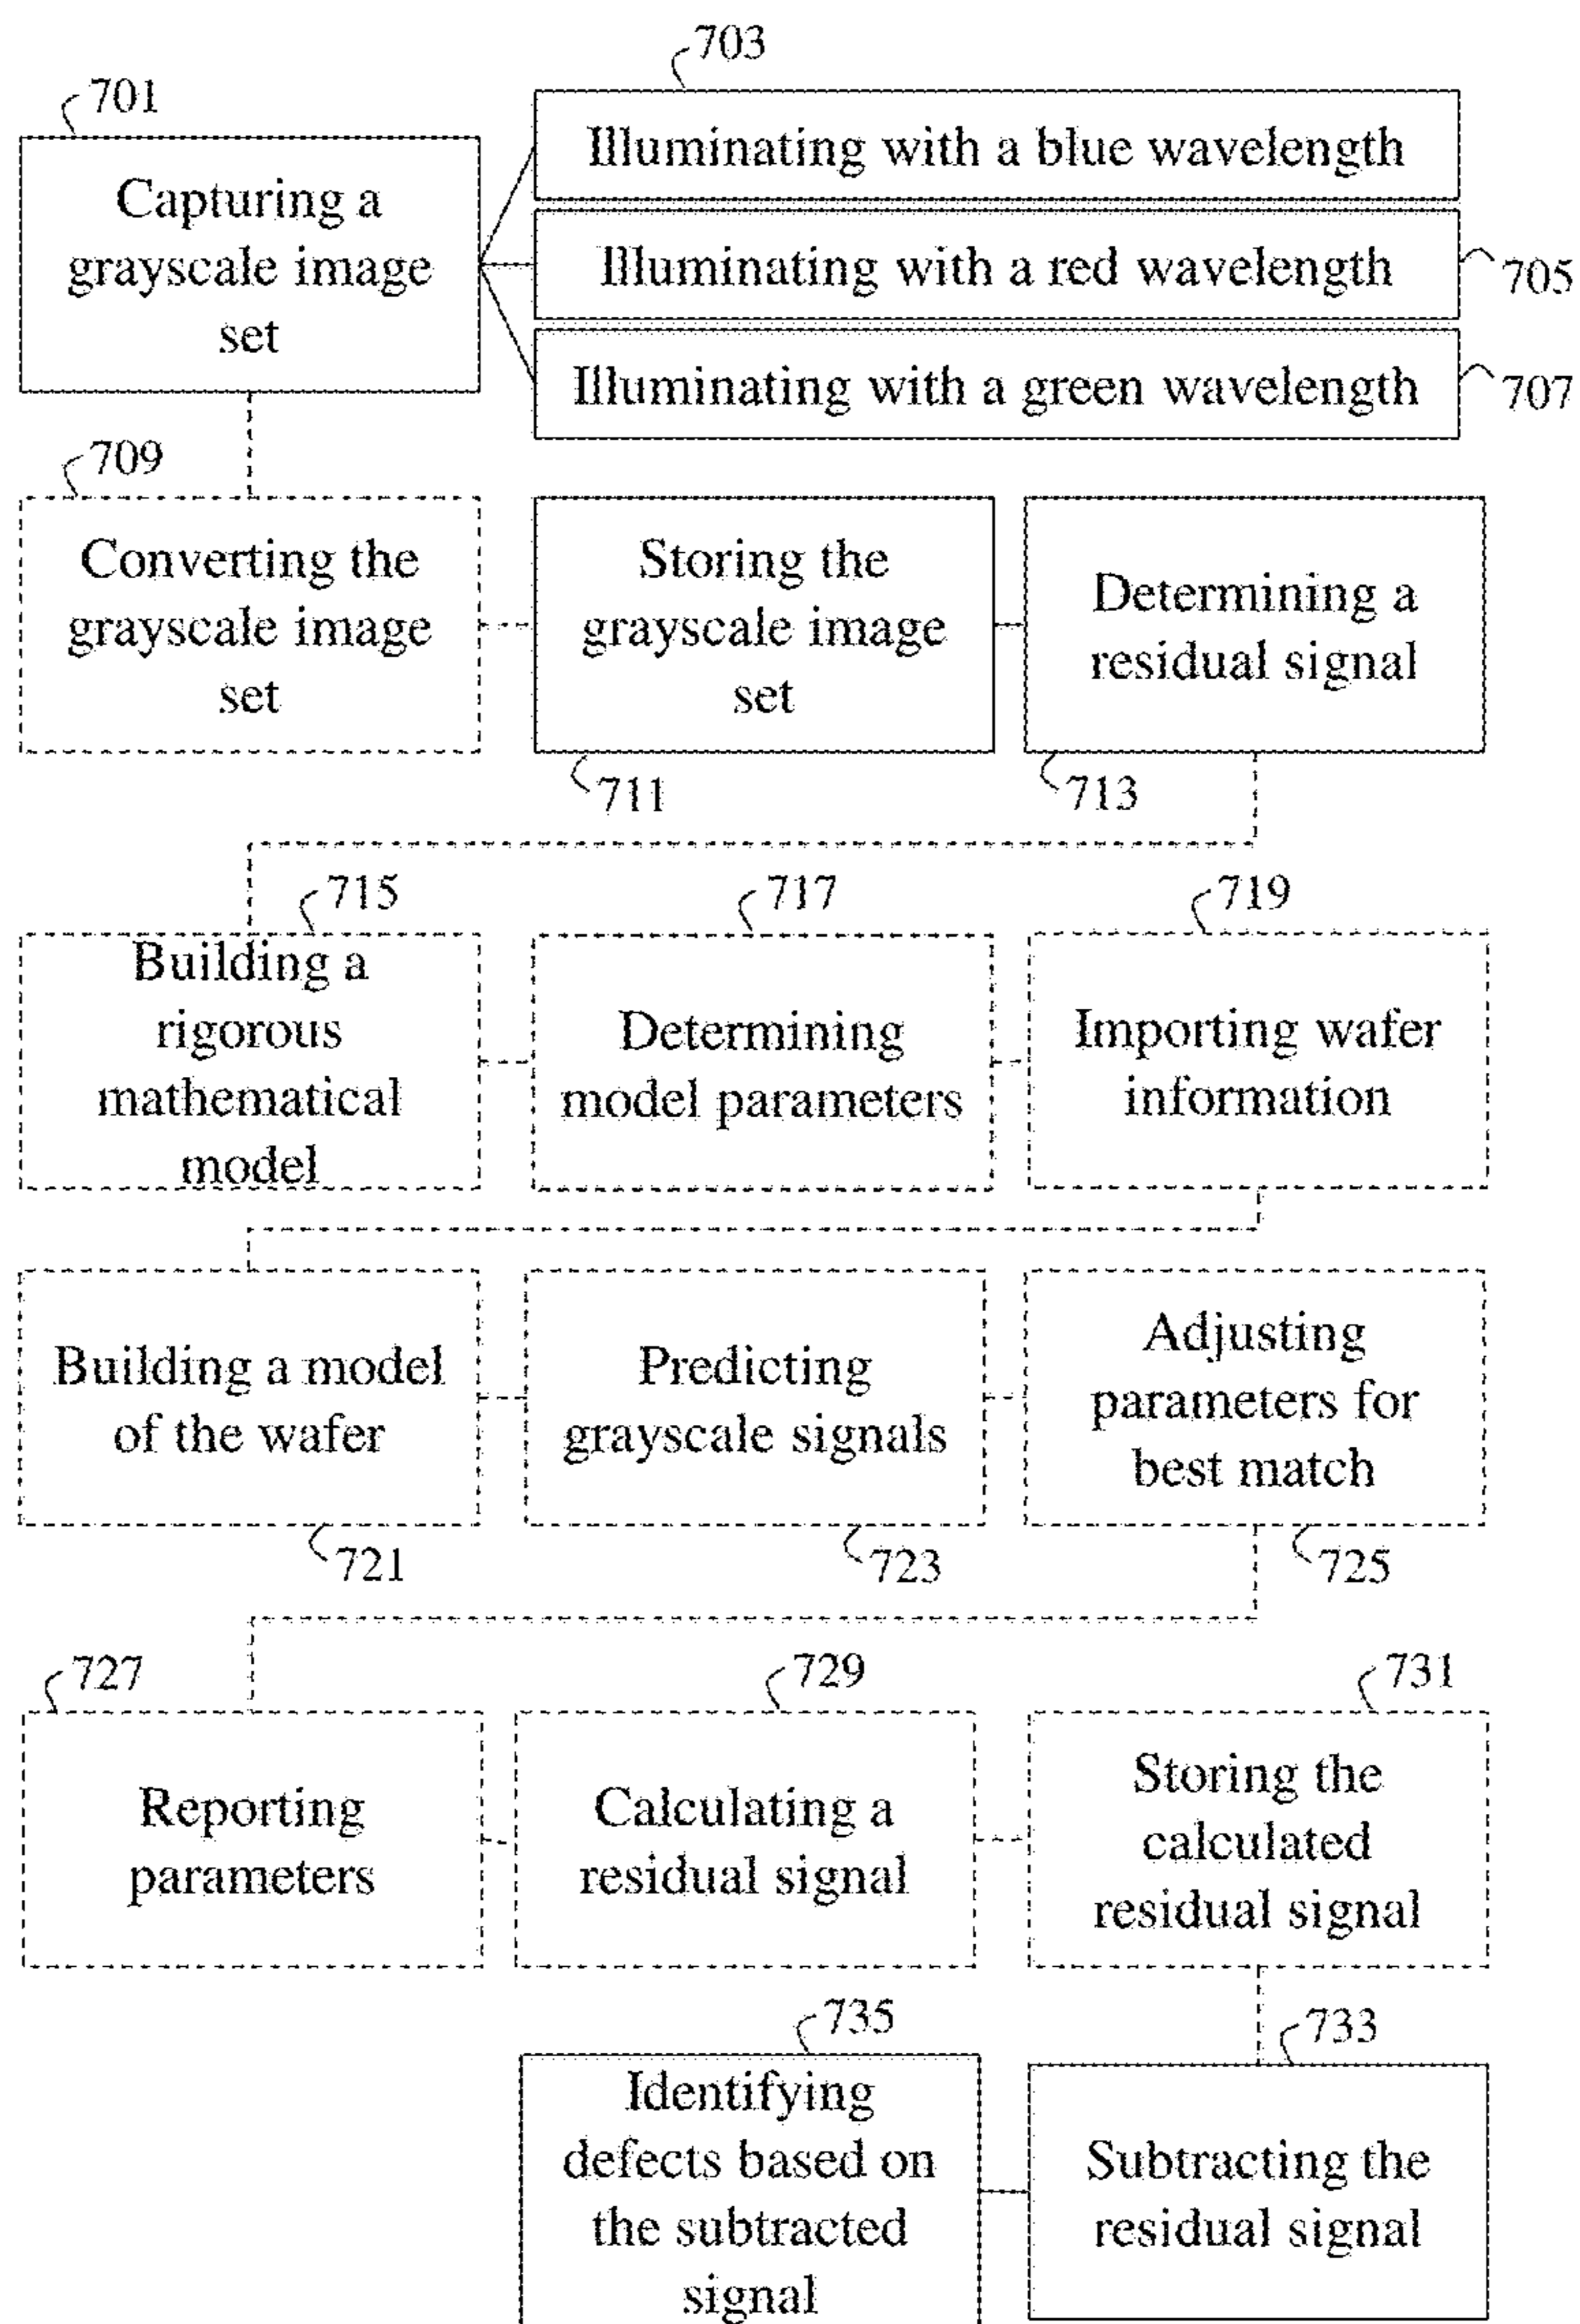 703
701
Illuminating with a blue wavelength
Capturing a
grayscale image
set
Illuminating with a red wavelength
705
Illuminating with a green wavelength
707
709
Converting the
grayscale image
set
Storing the
grayscale image
set
Determining a
residual signal
711
713
715
717
719
Building a
rigorous
mathematical
model
Determining
model parameters
Importing wafer
information
Building a model
of the wafer
Predicting
grayscale signals
Adjusting
parameters for
best match
721
723
725
727
729
731
Reporting
parameters
Calculating a
residual signal
Storing the
calculated
residual signal
735
733
Identifying
defects based on
the subtracted
signal
Subtracting the
residual signal